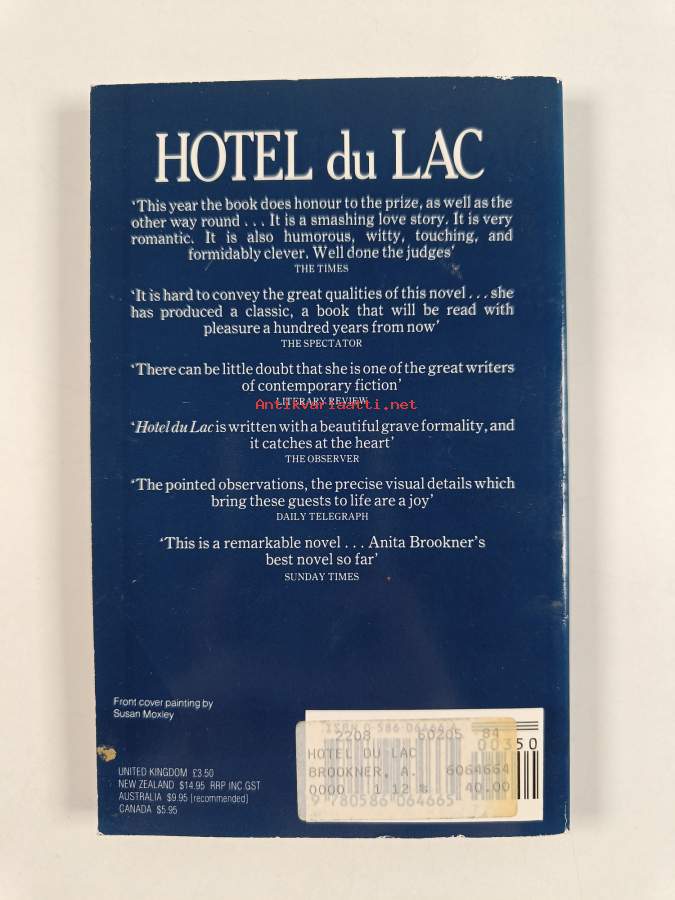 HOTEL du LAC
‘This year the book does honour to the prize, as well as the
other way round . . . It is a smashing love story. It is very
romantic. It is also humorous, witty, touching, and
formidably clever. Well done the judges’
THE TIMES
‘It is hard to convey the great qualities of this novel . . . she
has produced a classic, a book that will be read with
pleasure a hundred years from now’
THE SPECTATOR
‘There can be little doubt that she is one of the great writers
of contemporary fiction’
LITERARY REVIEW
Antikvariaatti.net
‘Hotel du Lac is written with a beautiful grave formality, and
it catches at the heart’
THE OBSERVER
‘The pointed observations, the precise visual details which
bring these guests to life are a joy’
DAILY TELEGRAPH
‘This is a remarkable novel . . . Anita Brookner’s
best novel so far’
SUNDAY TIMES
Front cover painting by
Susan Moxley
UNITED KINGDOM £3.50
NEW ZEALAND $14.95 RRP INC GST
AUSTRALIA $9.95 (recommended)
CANADA $5.95
ISBN 0-586-06466-
2208 60205 84
00350
HOTEL DU LAC
BROOKNER, A. 6064664
0000 1 12 % 40.00
9 780586 064665